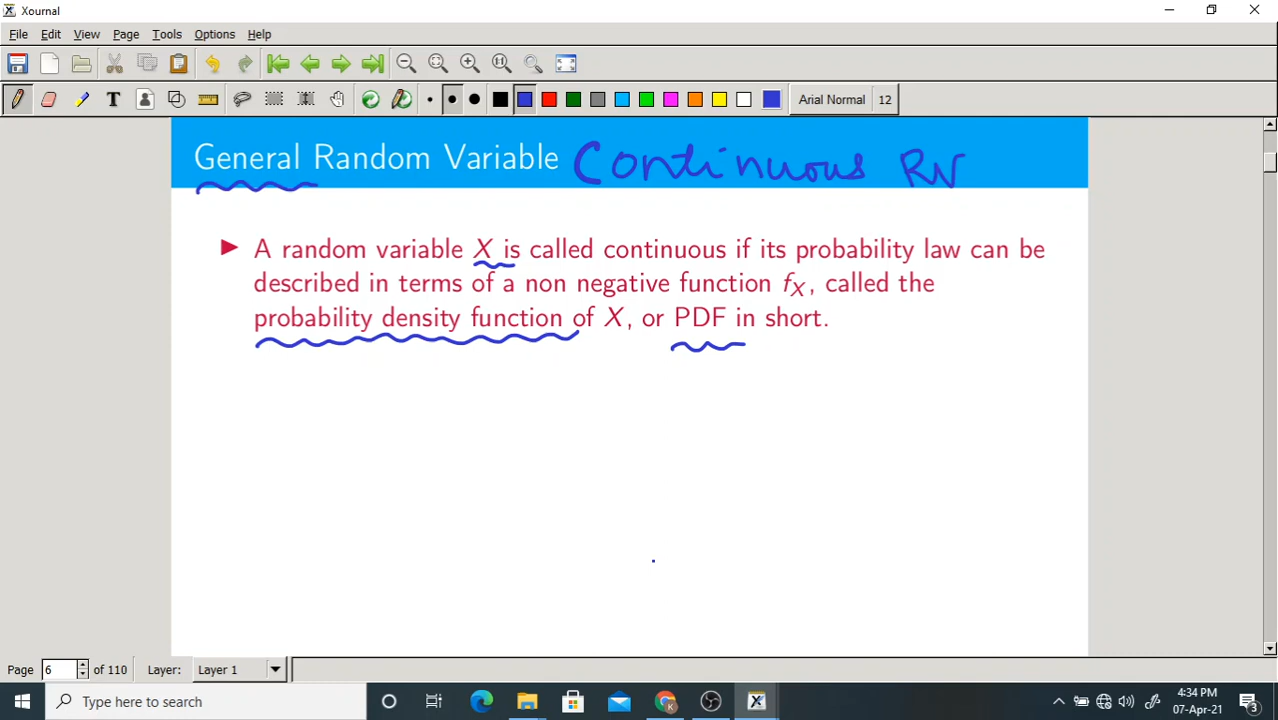 Xournal
File Edit View Page Tools Options Help
Arial Normal 12
General Random Variable Continuous RV
A random variable X is called continuous if its probability law can be
described in terms of a non negative function fX, called the
probability density function of X, or PDF in short.
Page 6 of 110 Layer: Layer 1
Type here to search
4:34 PM
07-Apr-21
3